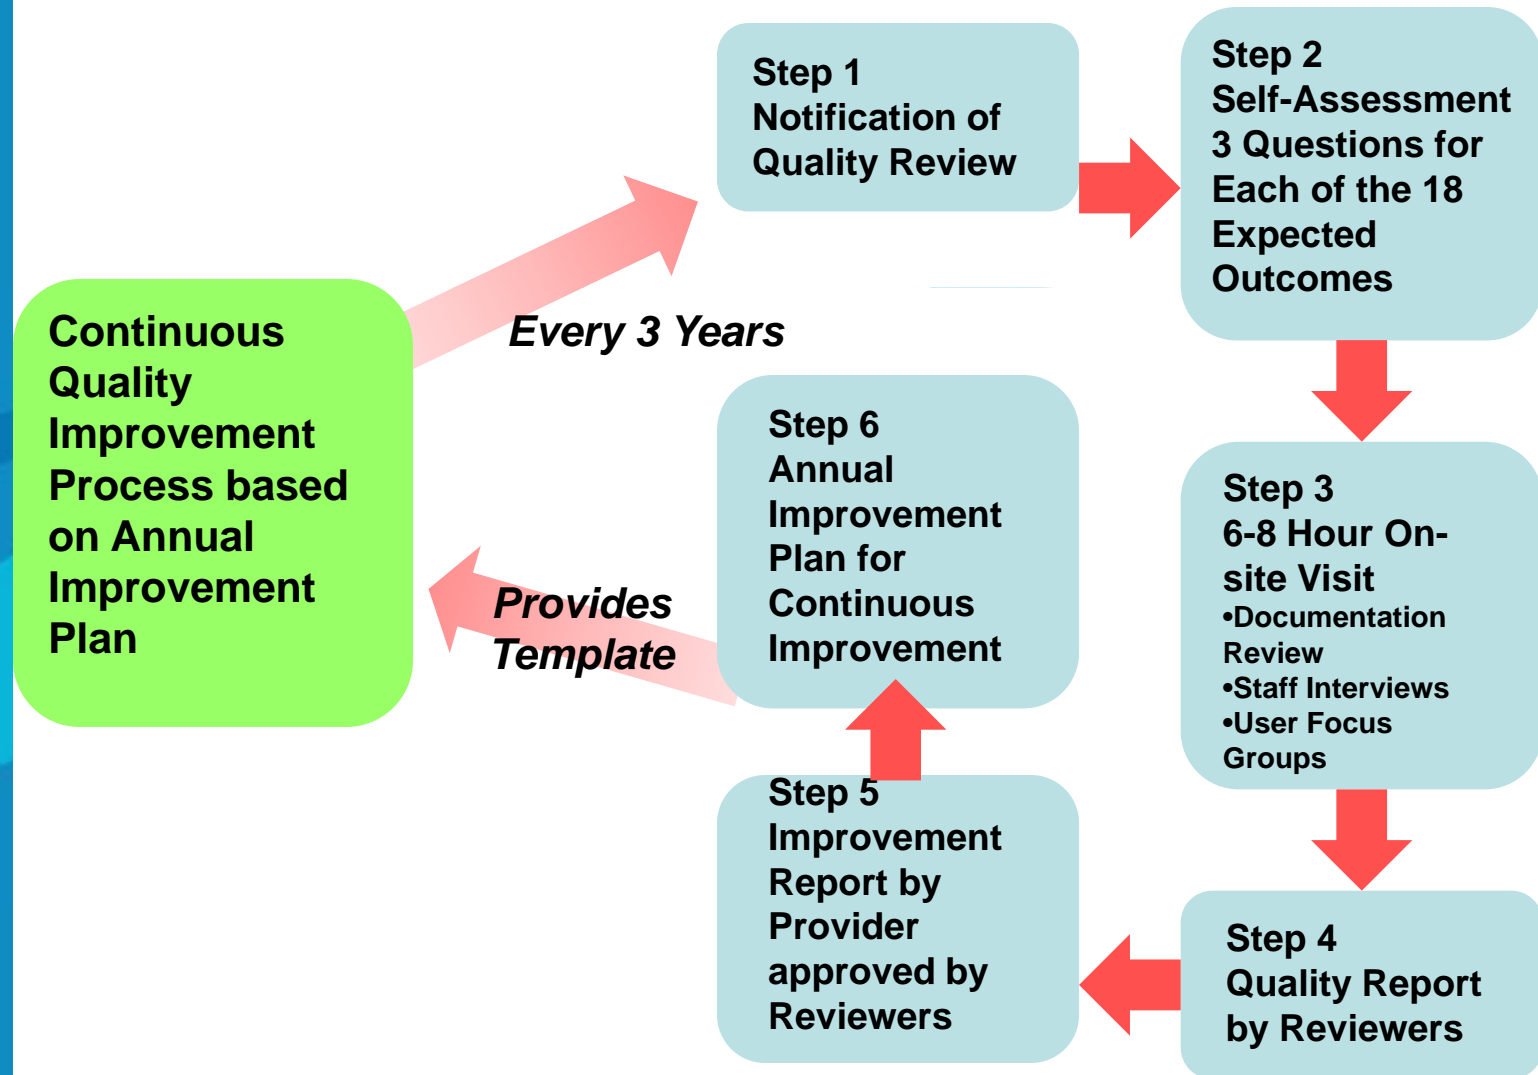 Step 1
Notification of
Quality Review
Step 2
Self-Assessment
3 Questions for
Each of the 18
Expected
Outcomes
Continuous
Quality
Improvement
Process based
on Annual
Improvement
Plan
Every 3 Years
Step 6
Annual
Improvement
Plan for
Continuous
Improvement
Step 3
6-8 Hour On-
site Visit
•Documentation
Review
•Staff Interviews
•User Focus
Groups
Provides
Template
Step 5
Improvement
Report by
Provider
approved by
Reviewers
Step 4
Quality Report
by Reviewers